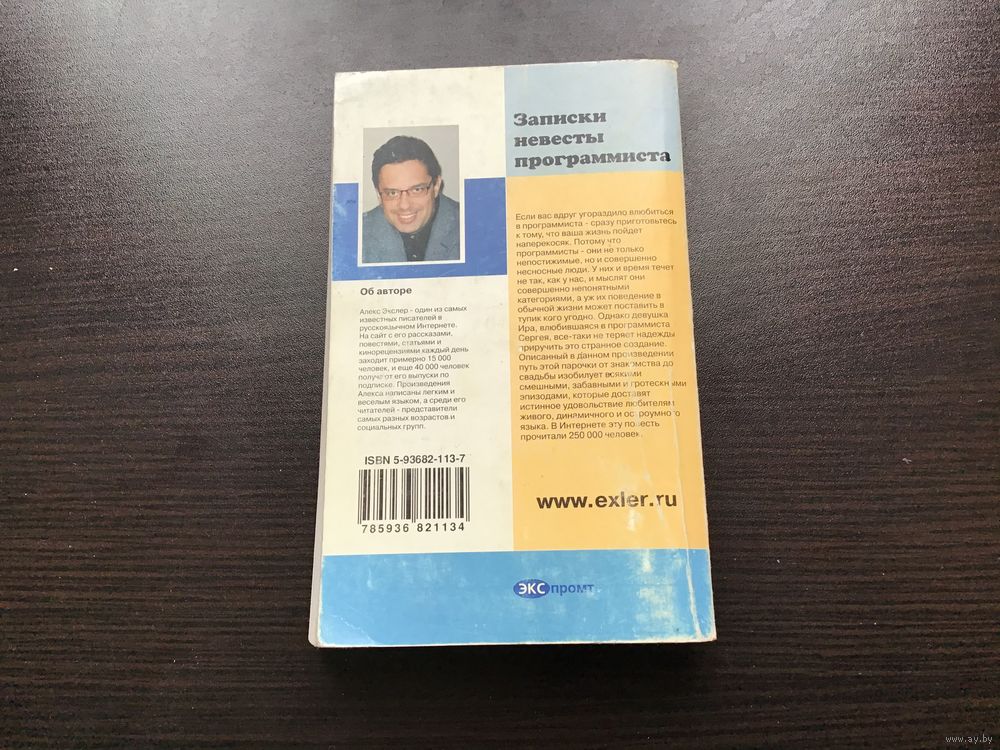 Записки
невесты
программиста
Если вас вдруг угораздило влюбиться
в программиста - сразу приготовьтесь
к тому, что ваша жизнь пойдет
наперекосяк. Потому что
программисты - они не только
непостижимые, но и совершенно
несносные люди. У них и время течет
не так, как у нас, и мыслят они
совершенно непонятными
категориями, а уж их поведение в
обычной жизни может поставить в
тупик кого угодно. Однако девушка
Ира, влюбившаяся в программиста
Сергея, все-таки не теряет надежды
приручить это странное создание.
Описанный в данном произведении
путь этой парочки от знакомства до
свадьбы изобилует всякими
смешными, забавными и гротескными
эпизодами, которые доставят
истинное удовольствие любителям
живого, динамичного и остроумного
языка. В Интернете эту повесть
прочитали 250 000 человек.
www.exler.ru
Об авторе
Алекс Экслер - один из самых
известных писателей в
русскоязычном Интернете.
На сайт с его рассказами,
повестями, статьями и
кинорецензиями каждый день
заходит примерно 15 000
человек, и еще 40 000 человек
получает его выпуски по
подписке. Произведения
Алекса написаны легким и
веселым языком, а среди его
читателей - представители
самых разных возрастов и
социальных групп.
ISBN 5-93682-113-7
785936 821134
ЭКСпромт
www.ay.by